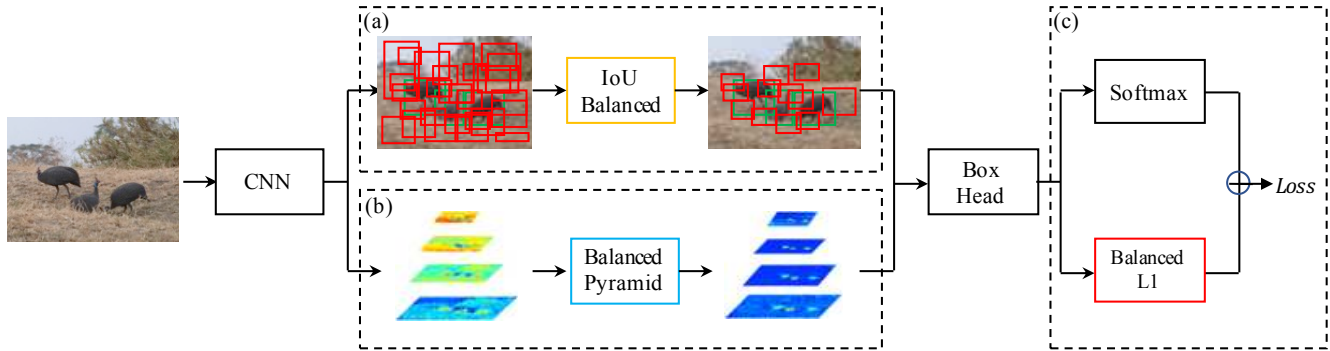 (a)
IoU
Balanced
CNN
(b)
Balanced
Pyramid
Box
Head
(c)
Softmax
Loss
Balanced
L1